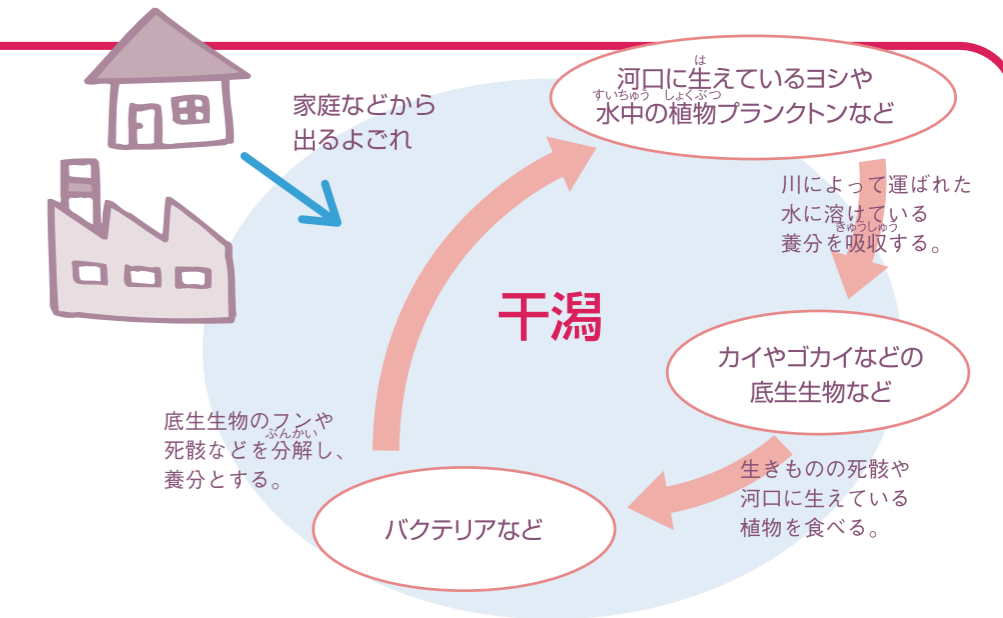 家庭などから
出るよごれ
河口に生えているヨシや
水中の植物プランクトンなど
川によって運ばれた
水に溶けている
養分を吸収する。
干潟
カイやゴカイなどの
底生生物など
生きものの死骸や
河口に生えている
植物を食べる。
バクテリアなど
底生生物のフンや
死骸などを分解し、
養分とする。
は
すいちゅう しょくぶつ
きゅうしゅう
ぶんかい